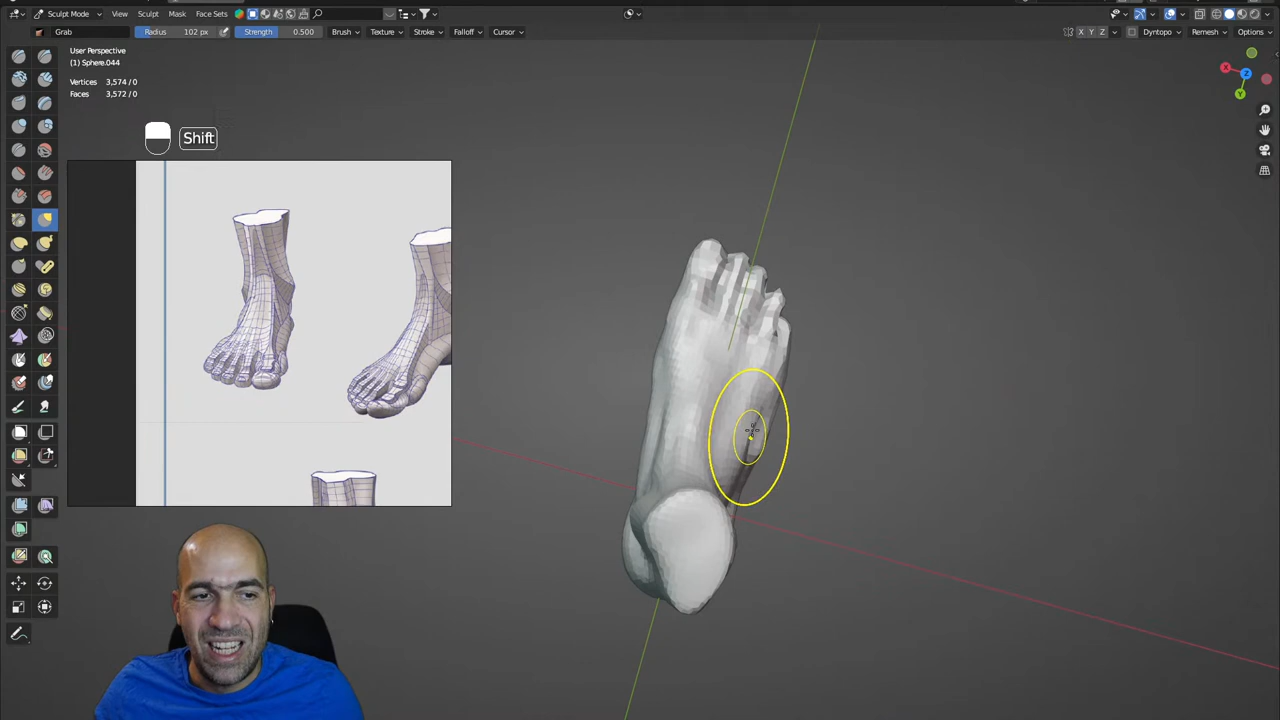 Sculpt Mode View Sculpt Mask Face Sets
Grab Radius 102 px Strength 0.500 Brush Texture Stroke Falloff Cursor X Y Z Dyntopo Remesh Options
User Perspective
(1) Sphere.044
Vertices 3,574 / 0
Faces 3,572 / 0
Shift
X
Z
Y